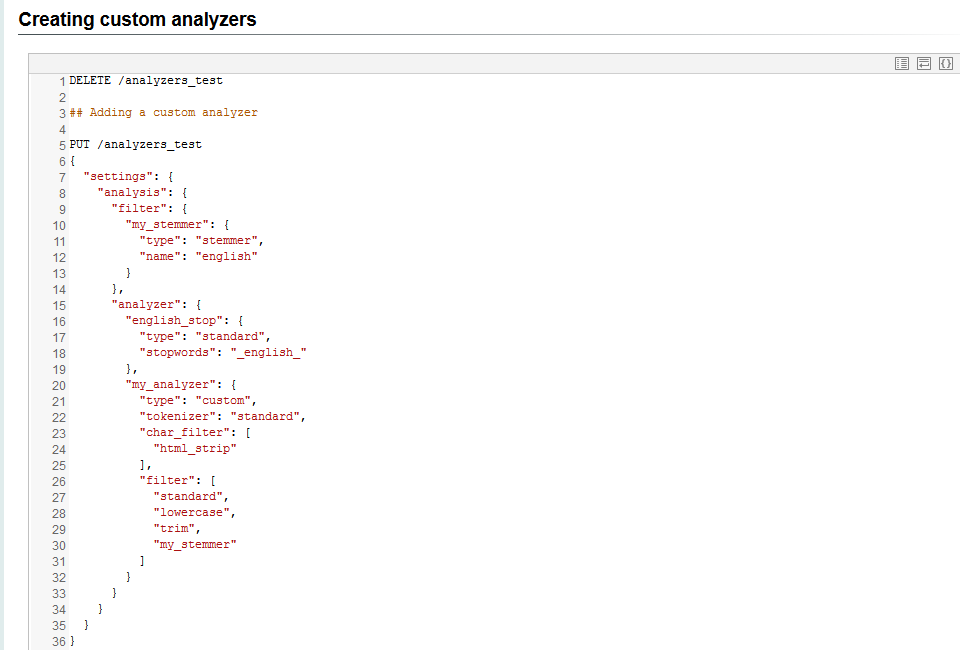 Creating custom analyzers
1 DELETE /analyzers_test
2
3 ## Adding a custom analyzer
4
5 PUT /analyzers_test
6 {
7   "settings": {
8     "analysis": {
9       "filter": {
10         "my_stemmer": {
11           "type": "stemmer",
12           "name": "english"
13         }
14       },
15       "analyzer": {
16         "english_stop": {
17           "type": "standard",
18           "stopwords": "_english_"
19         },
20         "my_analyzer": {
21           "type": "custom",
22           "tokenizer": "standard",
23           "char_filter": [
24             "html_strip"
25           ],
26           "filter": [
27             "standard",
28             "lowercase",
29             "trim",
30             "my_stemmer"
31           ]
32         }
33       }
34     }
35   }
36 }